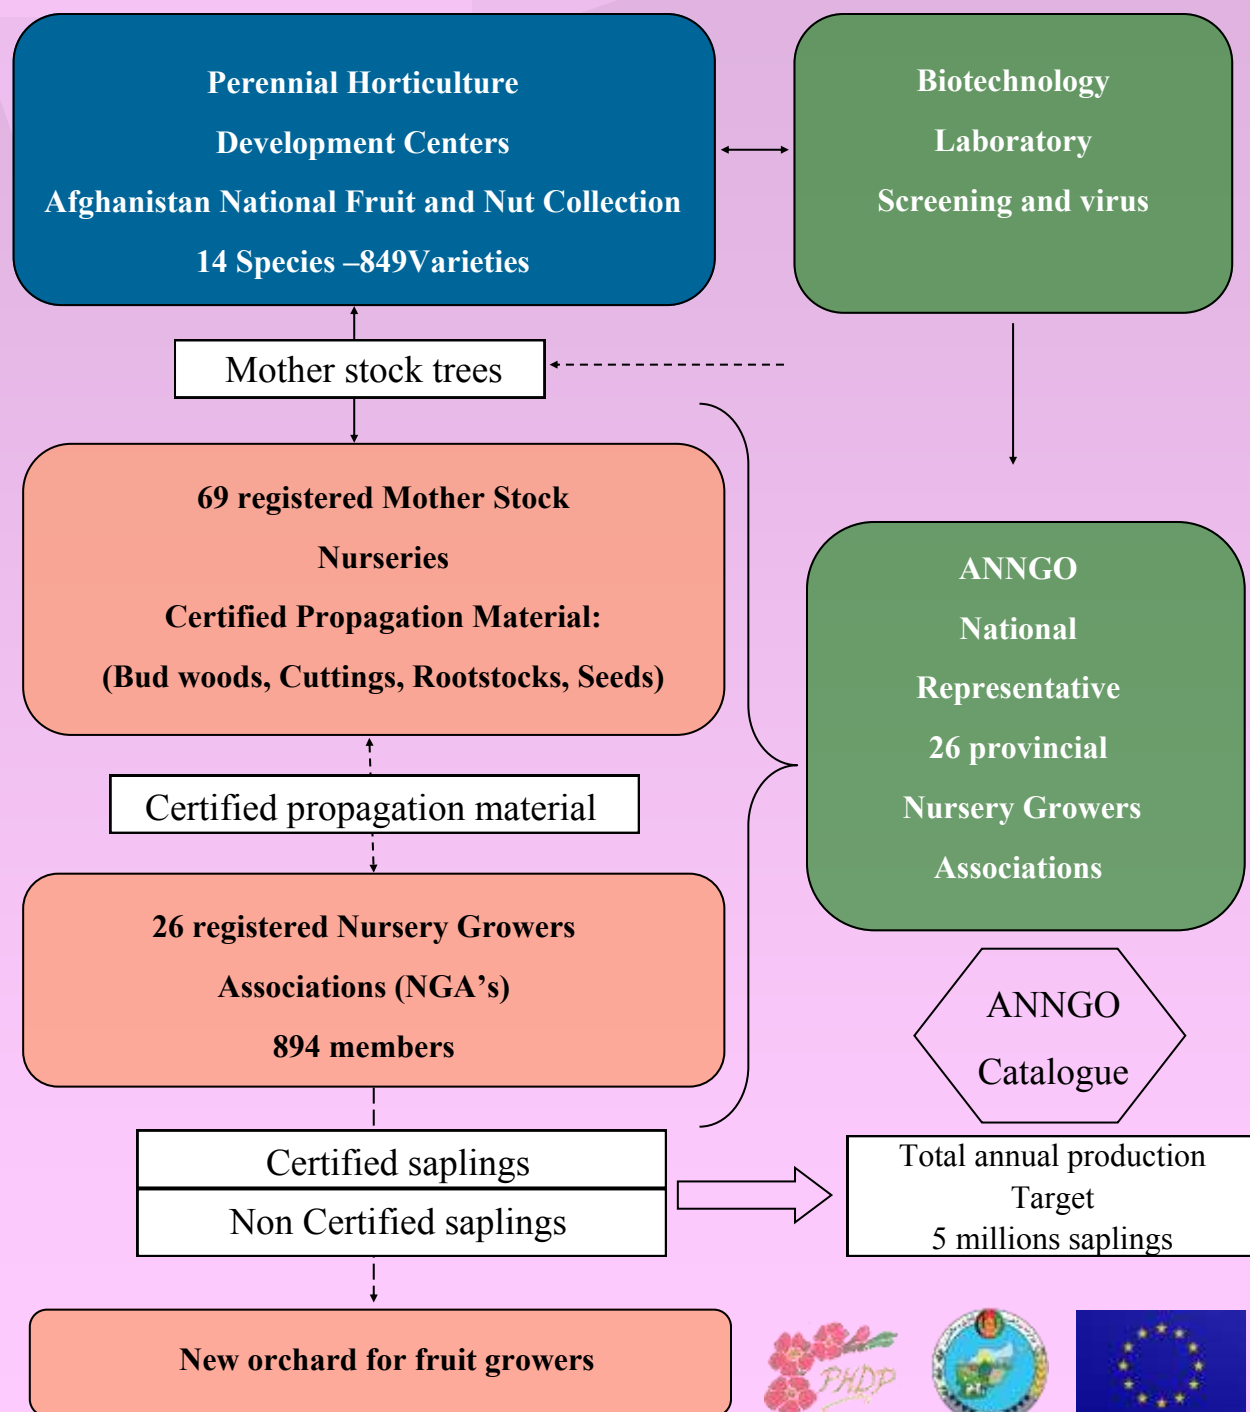 Perennial Horticulture
Development Centers
Afghanistan National Fruit and Nut Collection
14 Species –849Varieties
Biotechnology
Laboratory
Screening and virus
Mother stock trees
69 registered Mother Stock
Nurseries
Certified Propagation Material:
(Bud woods, Cuttings, Rootstocks, Seeds)
Certified propagation material
26 registered Nursery Growers
Associations (NGA’s)
894 members
ANNGO
National
Representative
26 provincial
Nursery Growers
Associations
ANNGO
Catalogue
Certified saplings
Non Certified saplings
Total annual production
Target
5 millions saplings
New orchard for fruit growers
PHDP